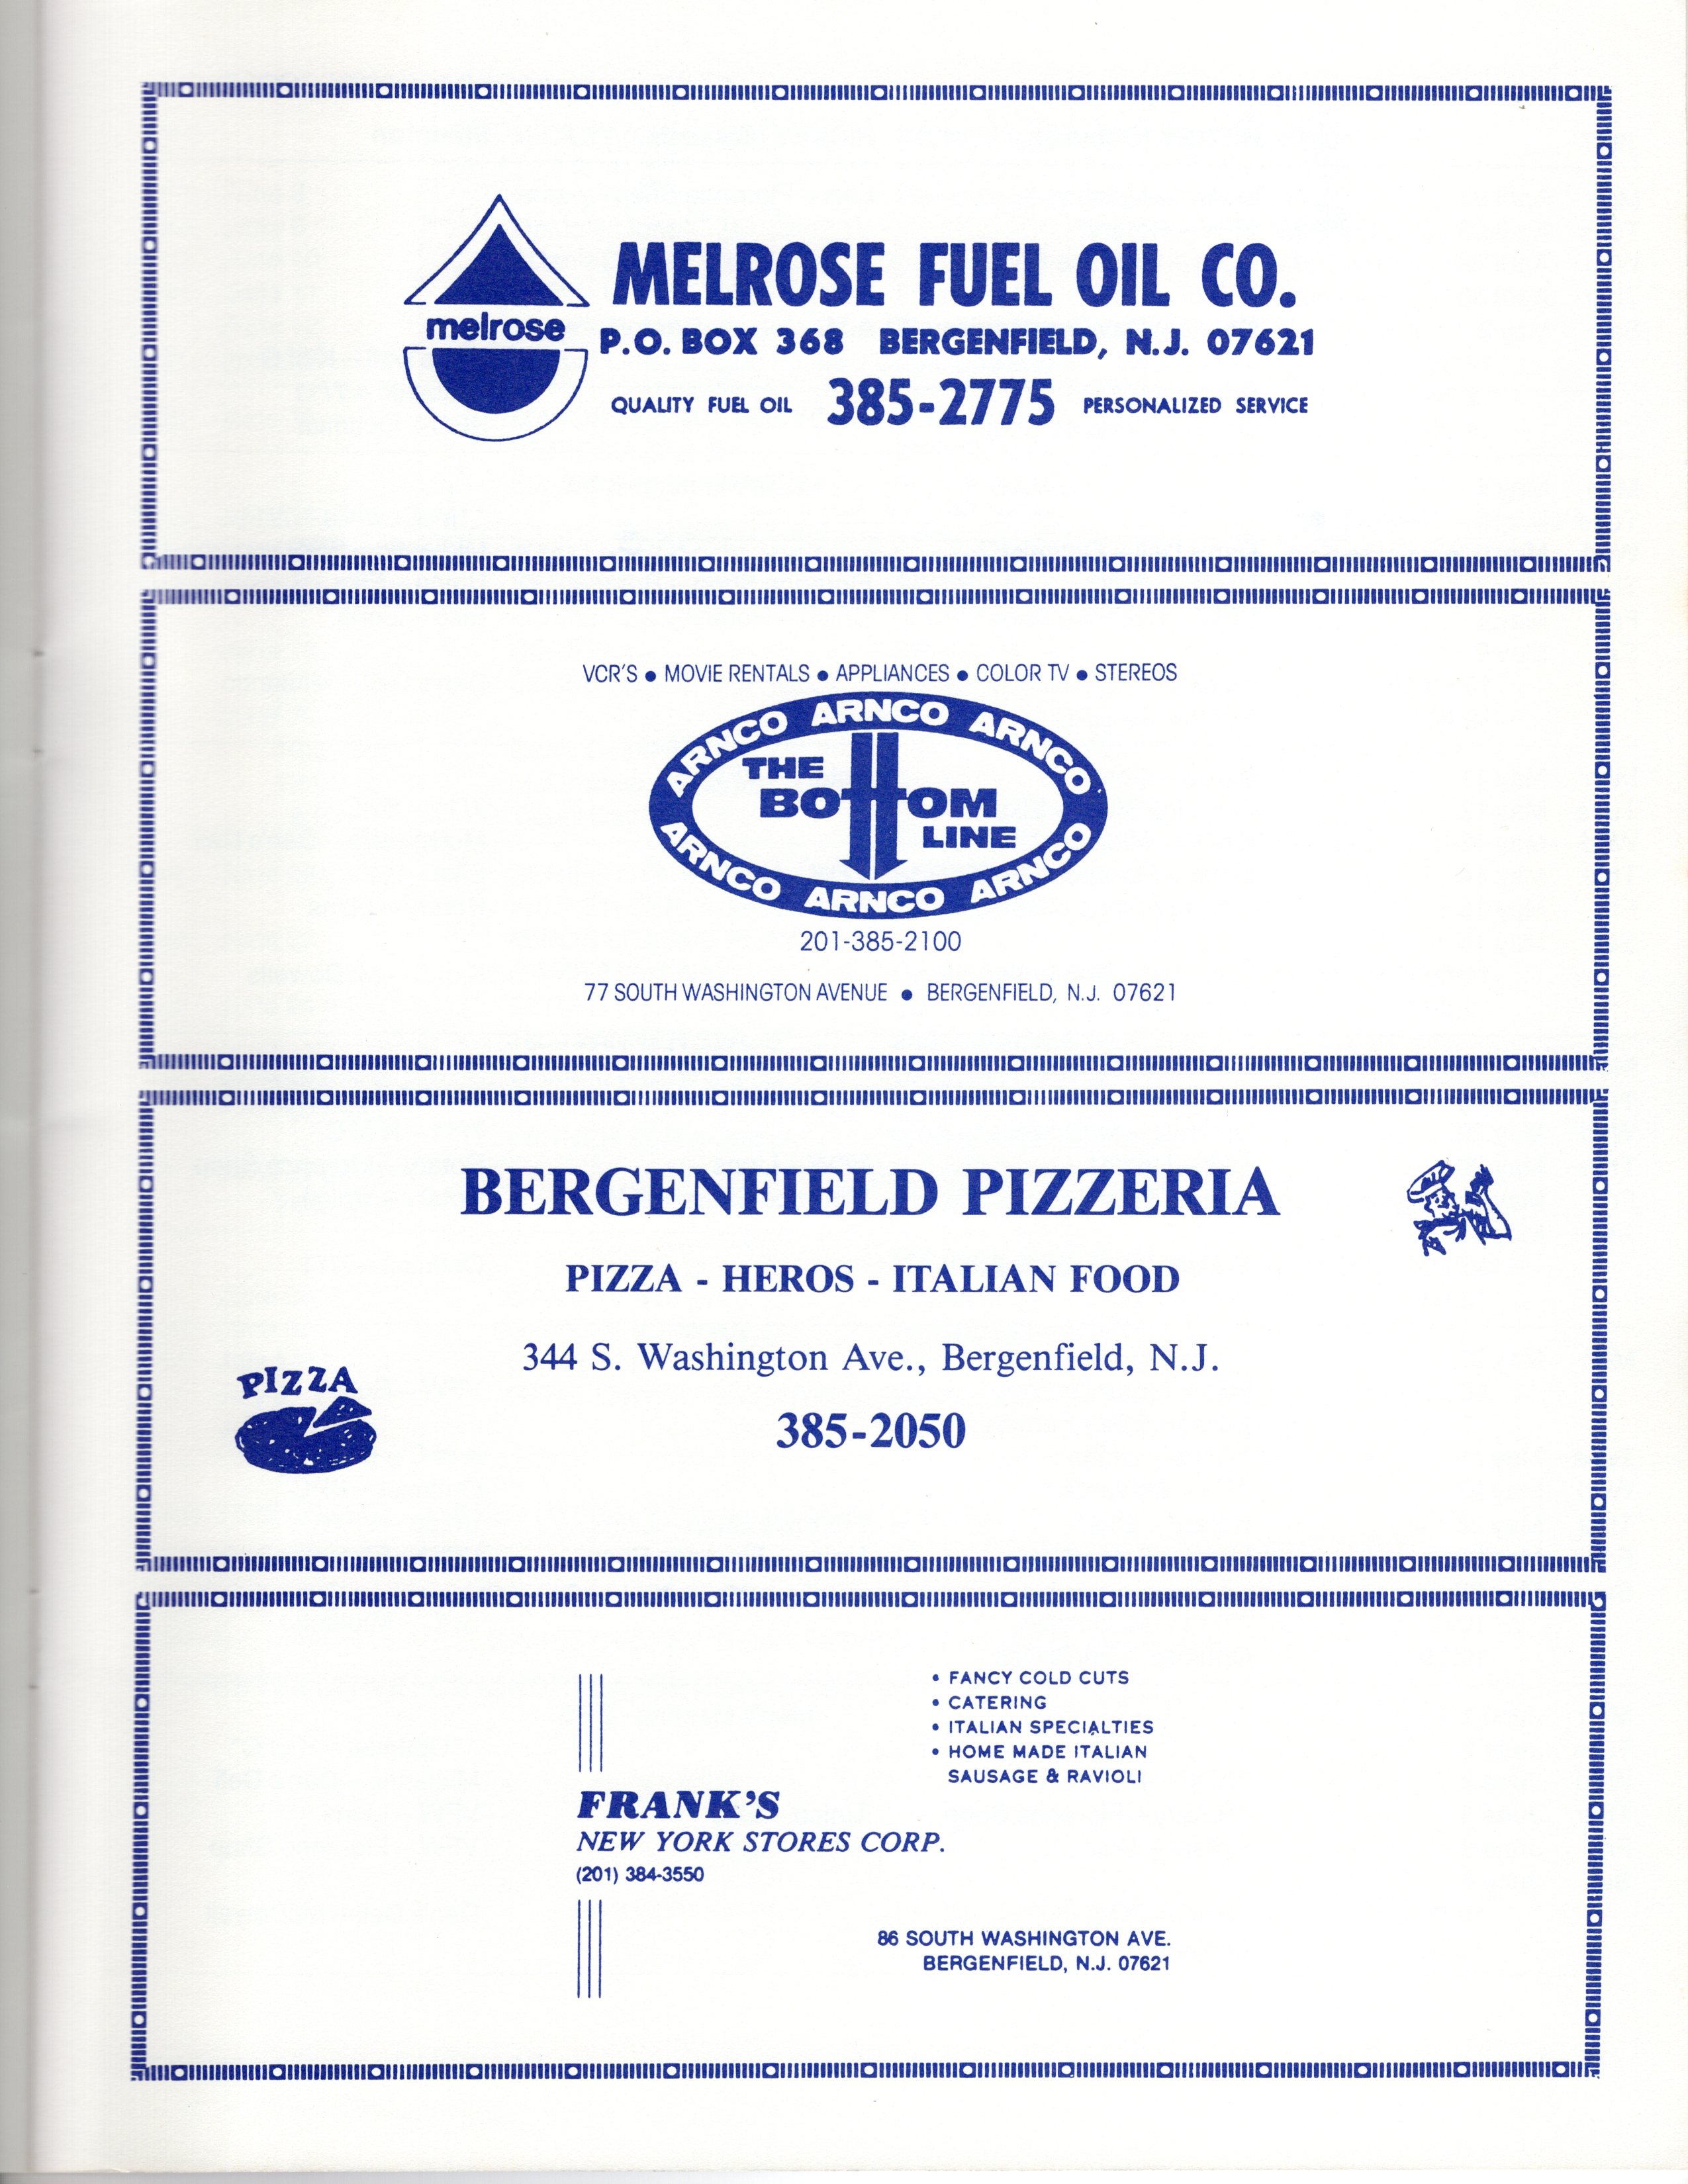 MELROSE FUEL OIL CO.
melrose
P.O. BOX 368 BERGENFIELD, N.J. 07621
QUALITY FUEL OIL 385-2775 PERSONALIZED SERVICE
VCR'S • MOVIE RENTALS • APPLIANCES • COLOR TV • STEREOS
ARNCO ARNCO ARNCO
THE
BOTTOM
LINE
ARNCO ARNCO ARNCO
201-385-2100
77 SOUTH WASHINGTON AVENUE • BERGENFIELD, N.J. 07621
BERGENFIELD PIZZERIA
PIZZA - HEROS - ITALIAN FOOD
344 S. Washington Ave., Bergenfield, N.J.
PIZZA
385-2050
• FANCY COLD CUTS
• CATERING
• ITALIAN SPECIALTIES
• HOME MADE ITALIAN
SAUSAGE & RAVIOLI
FRANK'S
NEW YORK STORES CORP.
(201) 384-3550
86 SOUTH WASHINGTON AVE.
BERGENFIELD, N.J. 07621